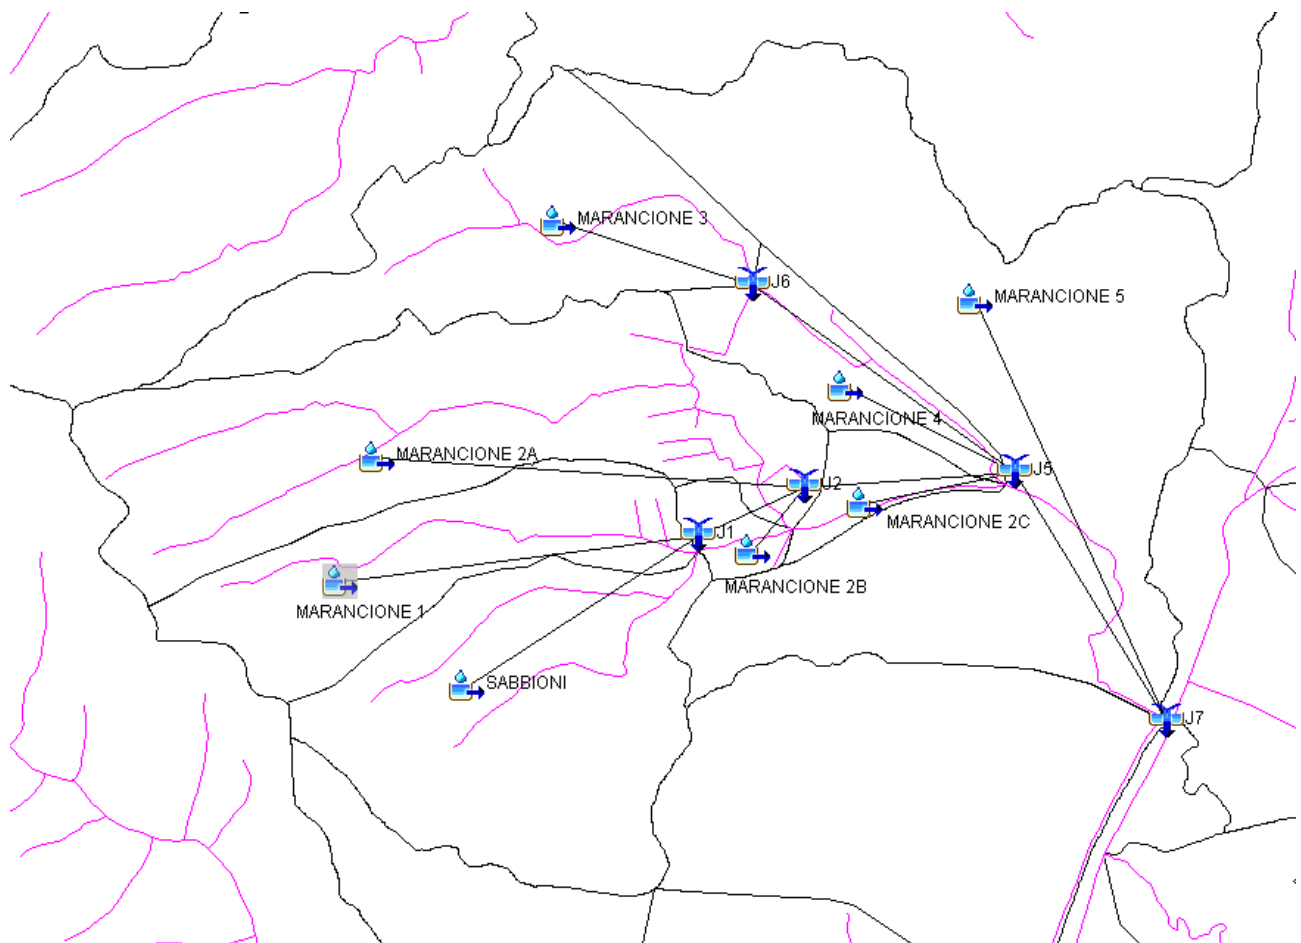 MARANCIONE 3
J6
MARANCIONE 5
MARANCIONE 4
MARANCIONE 2A
J5
J2
MARANCIONE 2C
J1
MARANCIONE 2B
MARANCIONE 1
SABBIONI
J7